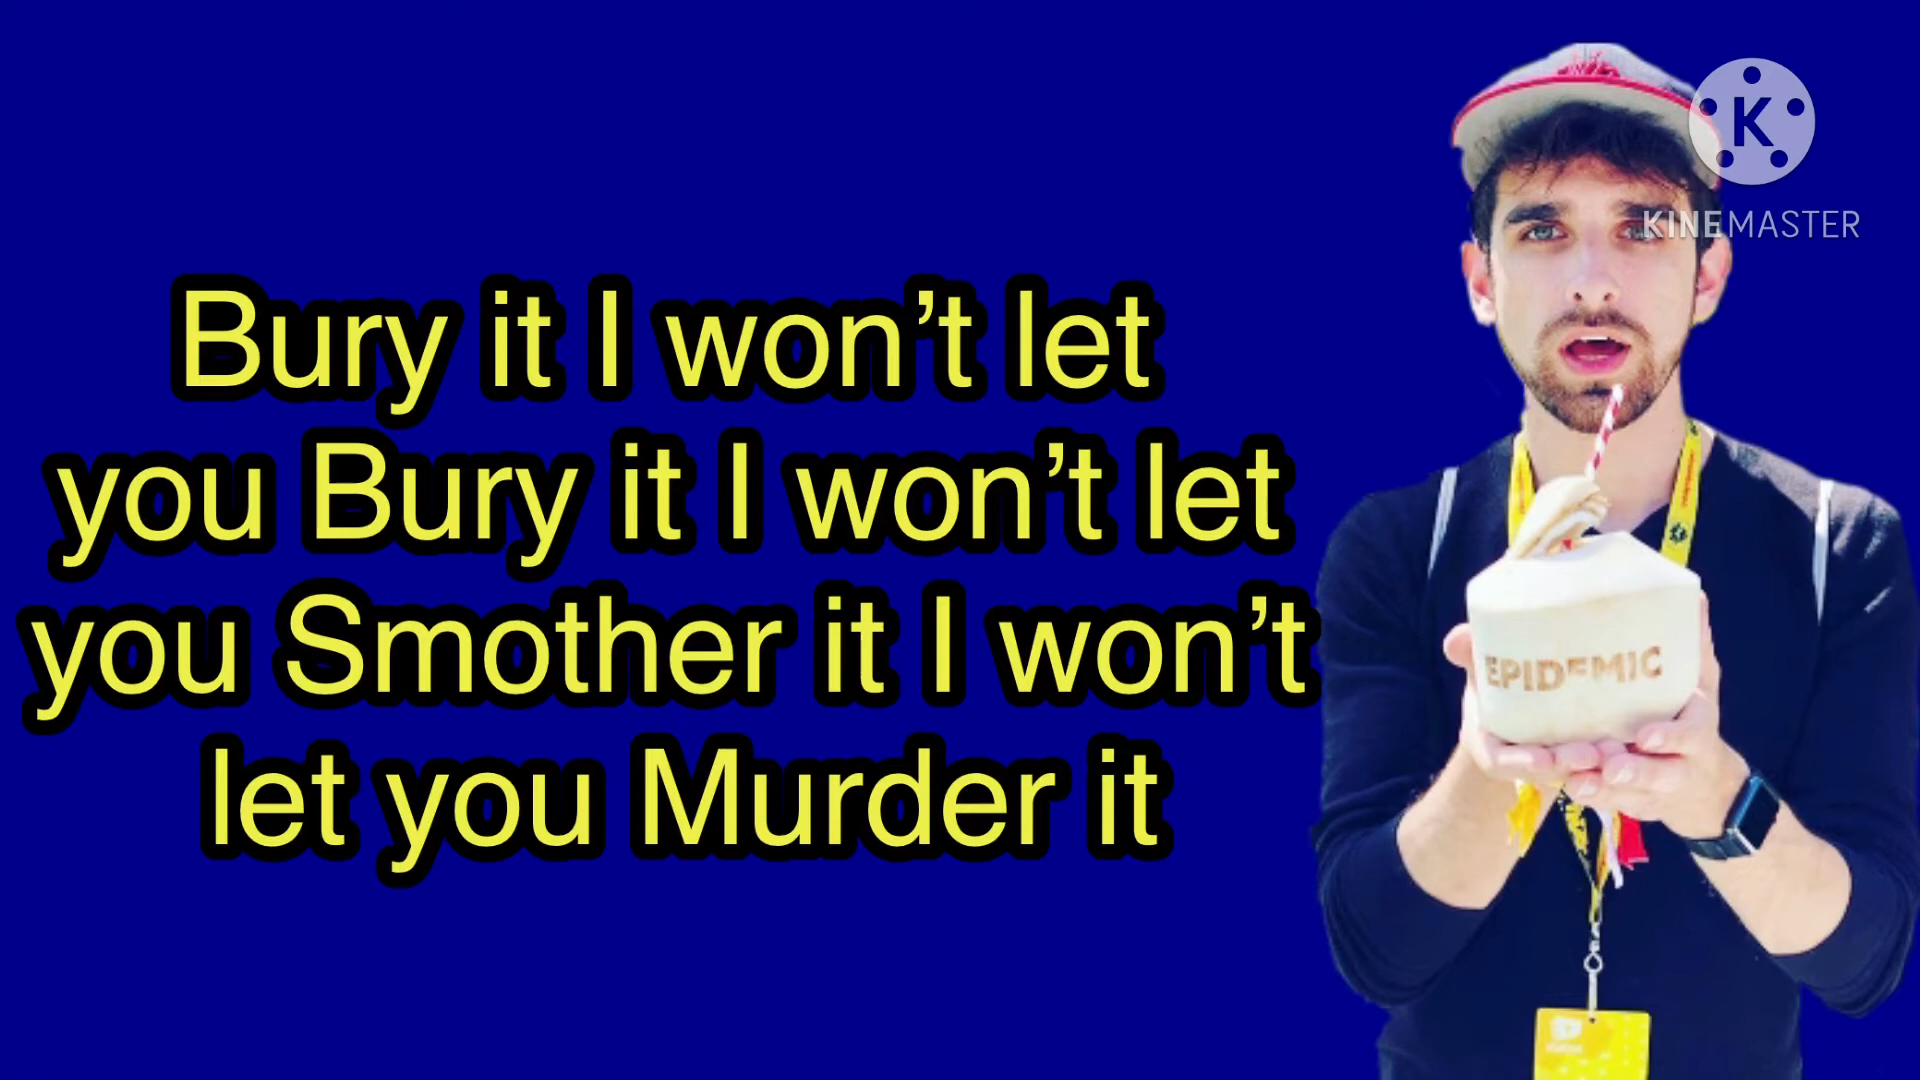 KINEMASTER
Bury it I won’t let
you Bury it I won’t let
you Smother it I won’t
let you Murder it
EPIDEMIC